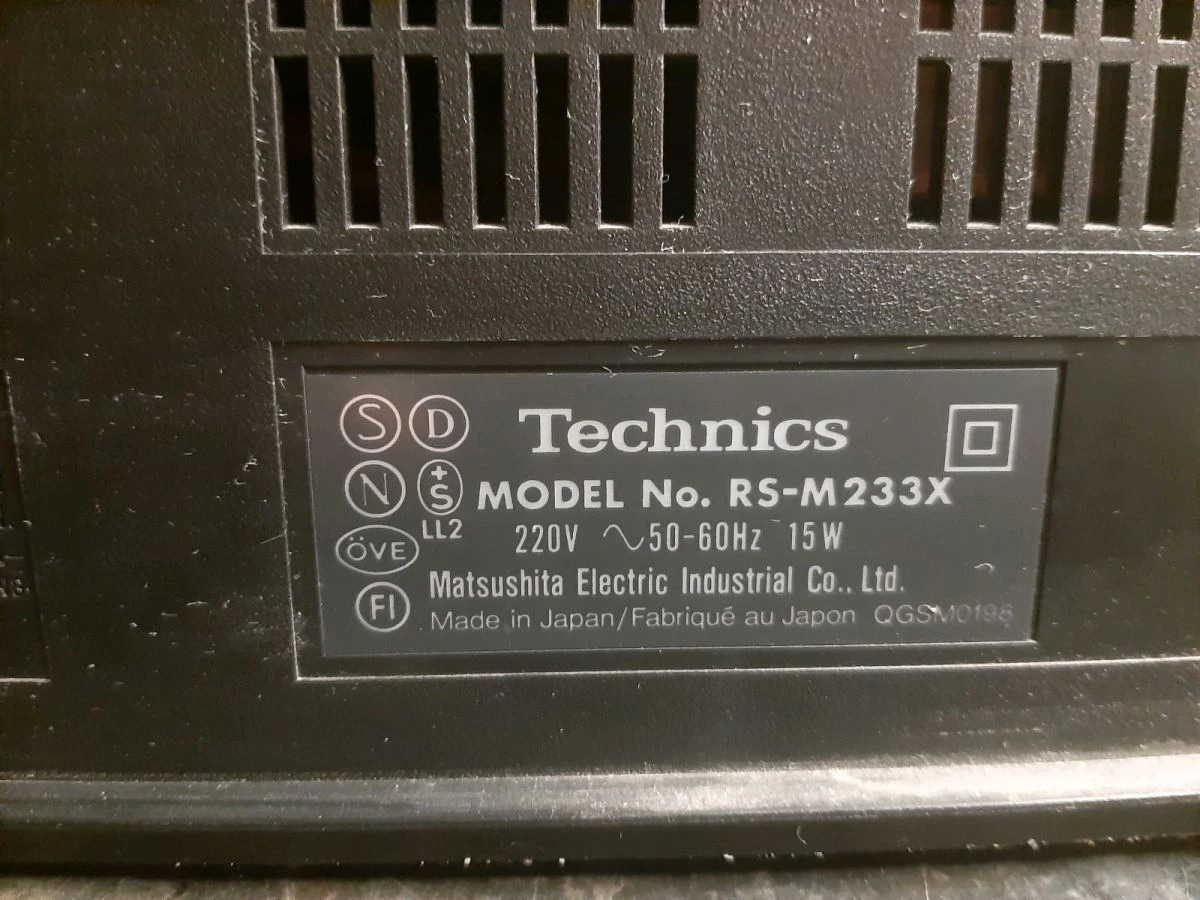 S D
Technics
N +S
MODEL No. RS-M233X
LL2
220V ∿50-60Hz 15W
ÖVE
Matsushita Electric Industrial Co., Ltd.
FI
Made in Japan/Fabriqué au Japon QGSM0198